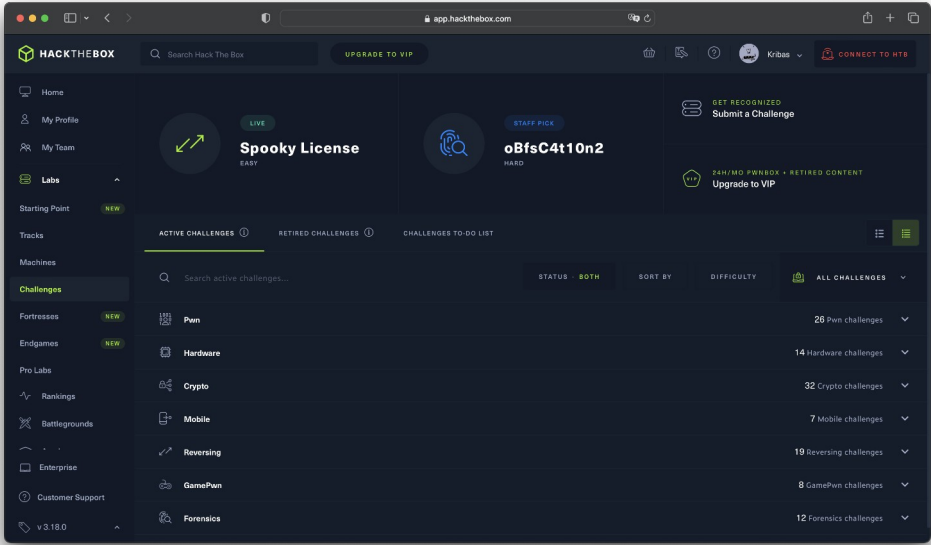 app.hackthebox.com
HACKTHEBOX
Search Hack The Box
UPGRADE TO VIP
Kribas
CONNECT TO HTB
Home
My Profile
My Team
Labs
Starting Point NEW
Tracks
Machines
Challenges
Fortresses NEW
Endgames NEW
Pro Labs
Rankings
Battlegrounds
Enterprise
Customer Support
v 3.18.0
LIVE
Spooky License
EASY
STAFF PICK
oBfsC4t10n2
HARD
GET RECOGNIZED
Submit a Challenge
VIP
24H/MO PWNBOX + RETIRED CONTENT
Upgrade to VIP
ACTIVE CHALLENGES
RETIRED CHALLENGES
CHALLENGES TO-DO LIST
Search active challenges...
STATUS · BOTH
SORT BY
DIFFICULTY
ALL CHALLENGES
Pwn 26 Pwn challenges
Hardware 14 Hardware challenges
Crypto 32 Crypto challenges
Mobile 7 Mobile challenges
Reversing 19 Reversing challenges
GamePwn 8 GamePwn challenges
Forensics 12 Forensics challenges